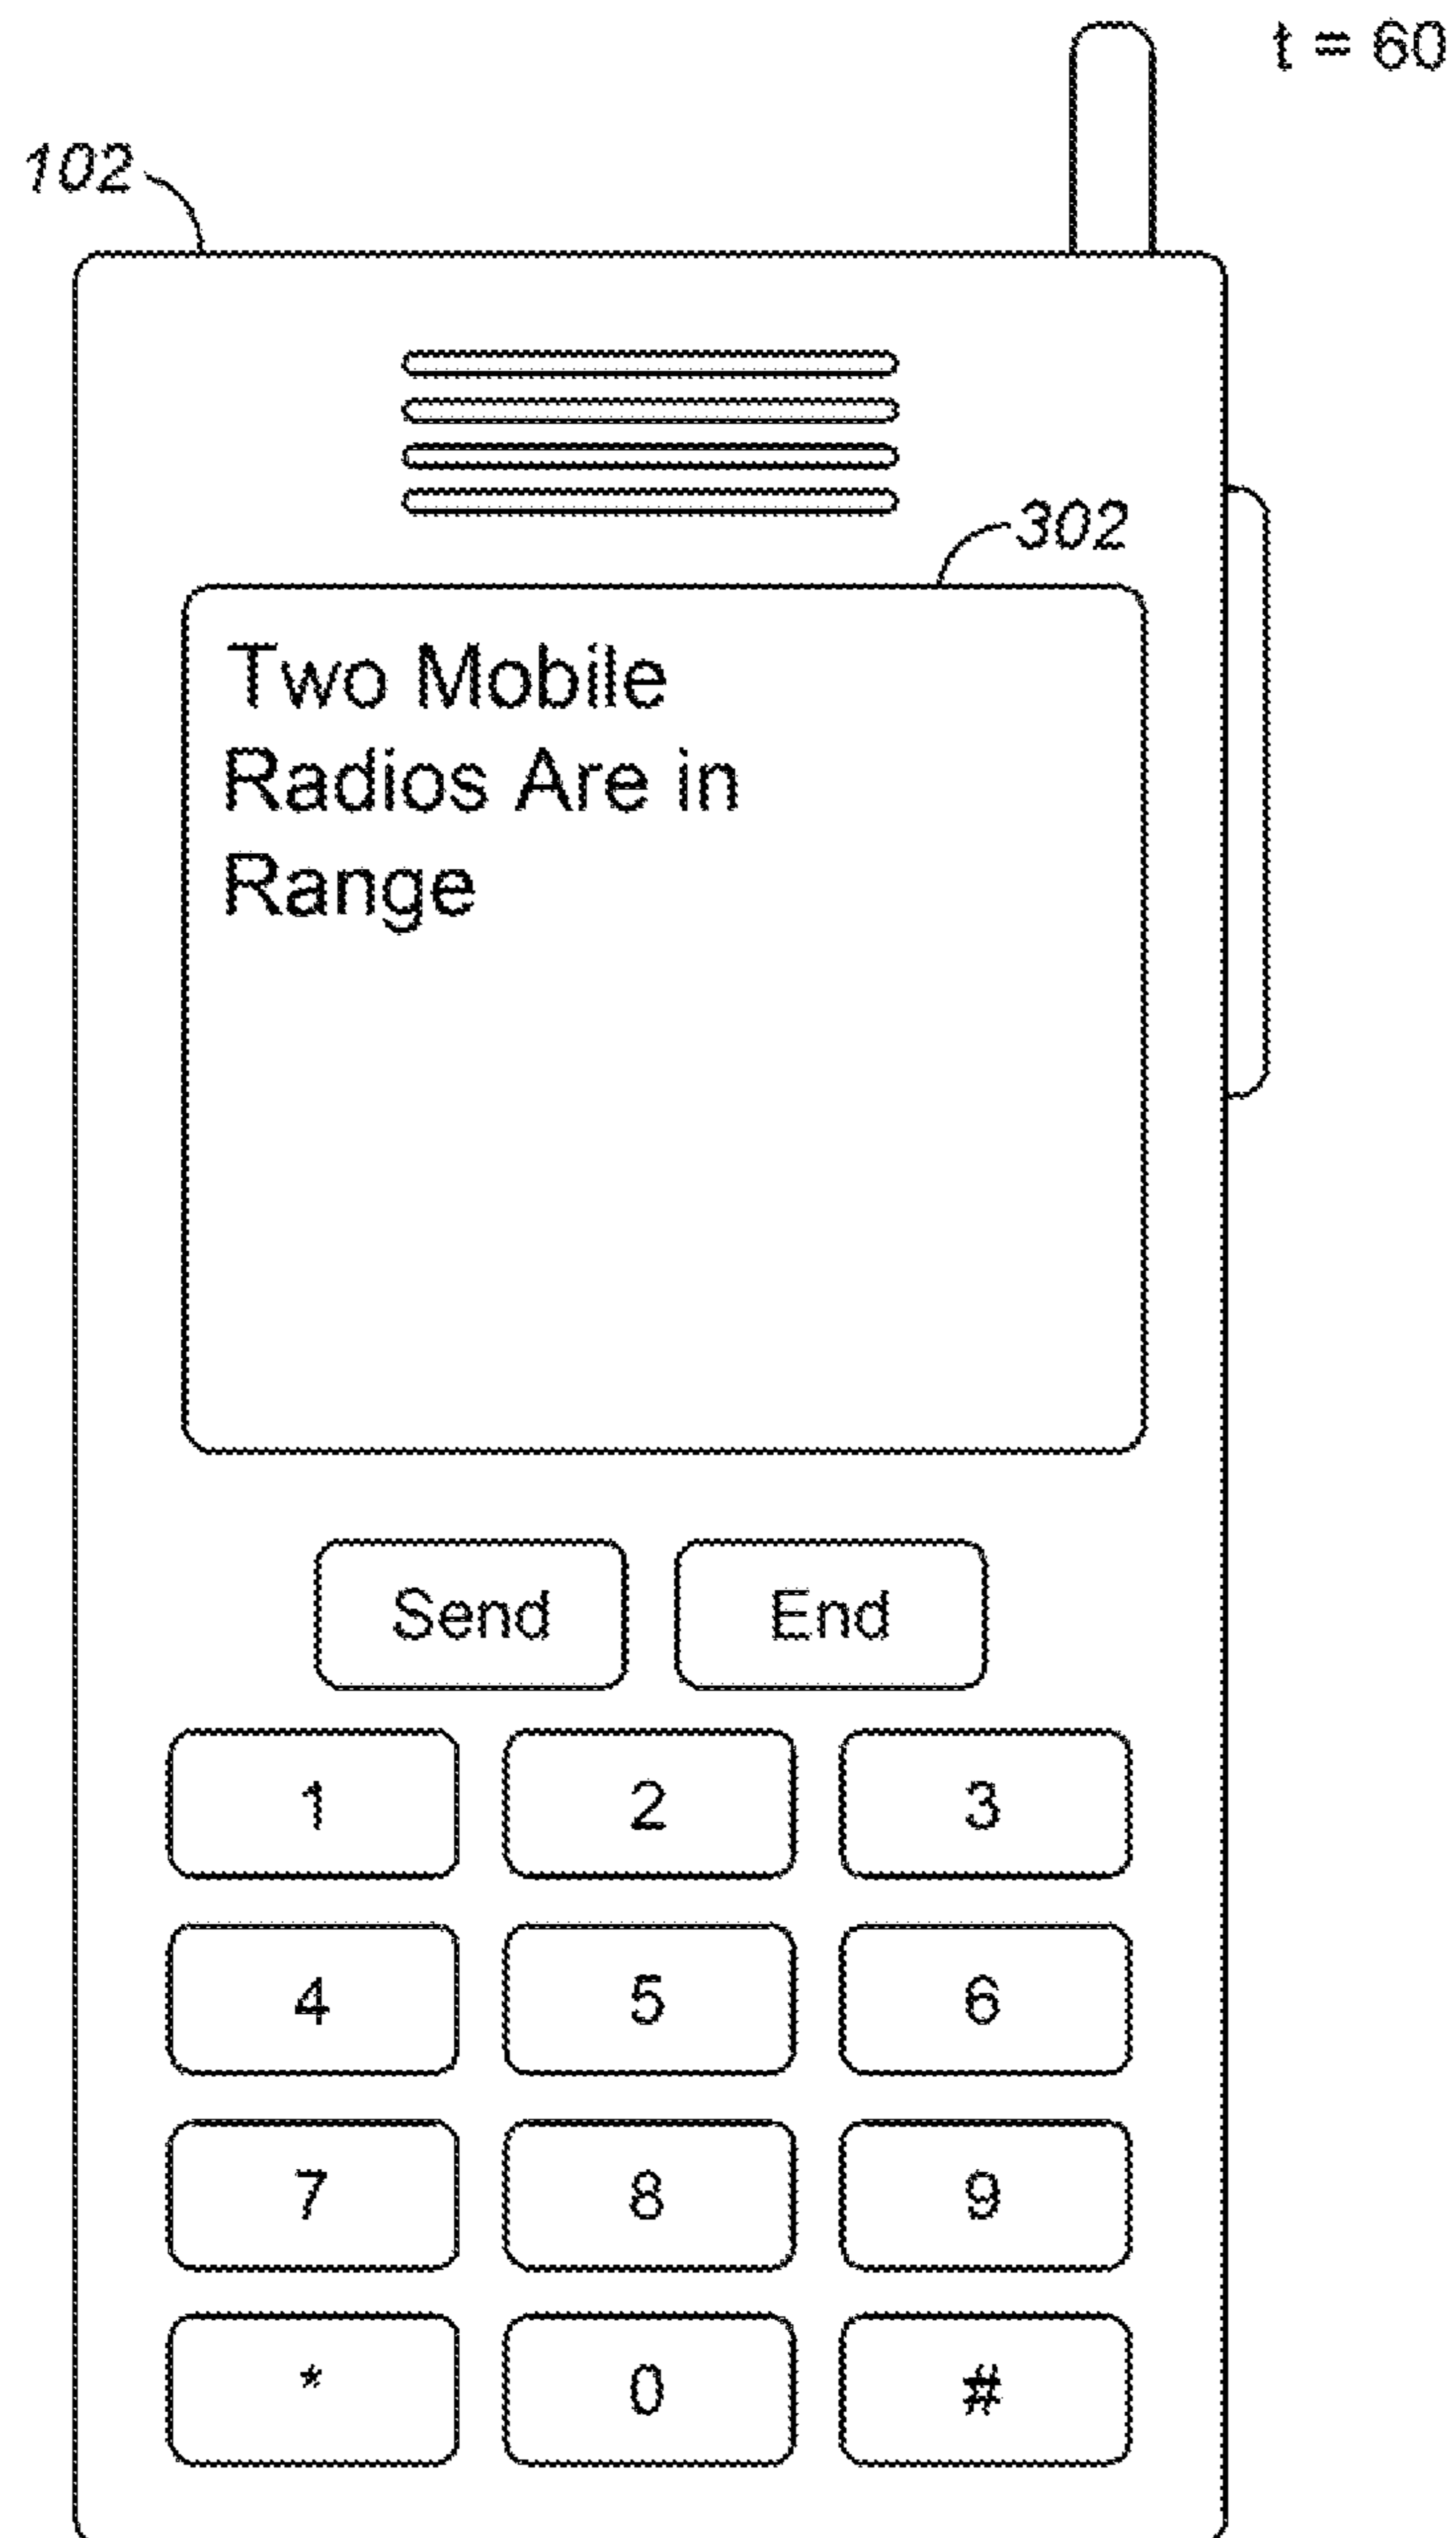 t = 60
102
302
Two Mobile
Radios Are in
Range
Send End
1 2 3
4 5 6
7 8 9
* 0 #